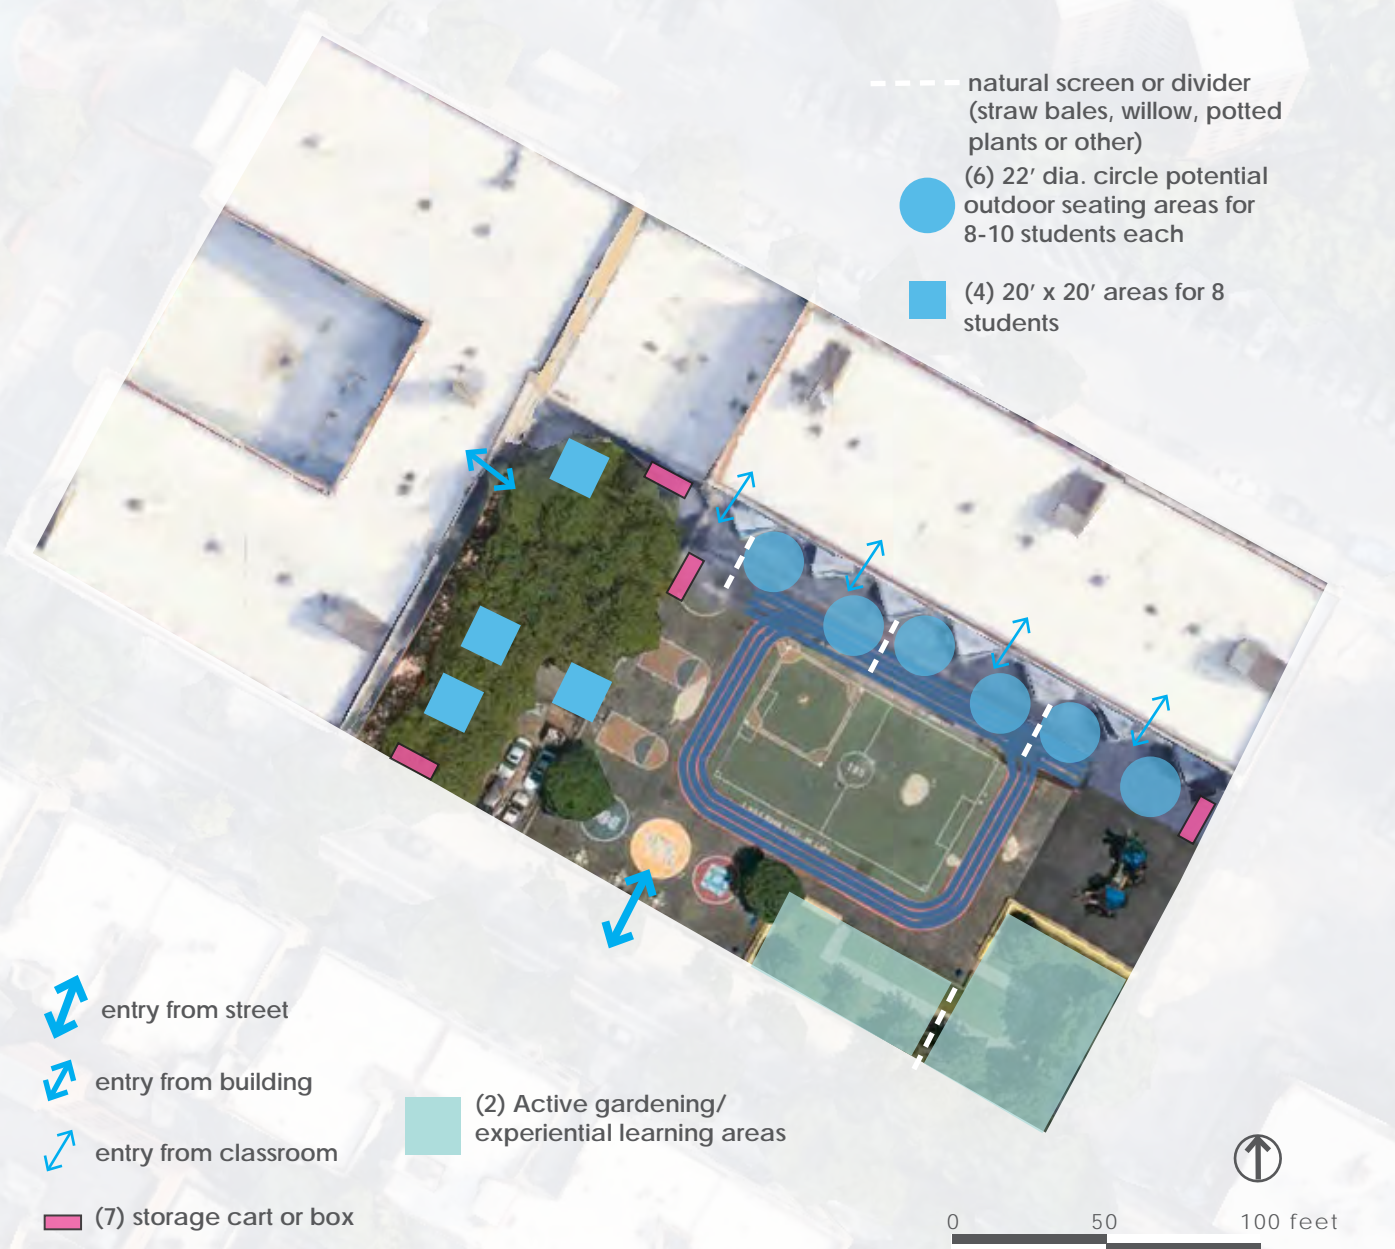 natural screen or divider
(straw bales, willow, potted
plants or other)
(6) 22' dia. circle potential
outdoor seating areas for
8-10 students each
(4) 20' x 20' areas for 8
students
entry from street
entry from building
entry from classroom
(7) storage cart or box
(2) Active gardening/
experiential learning areas
0 50 100 feet